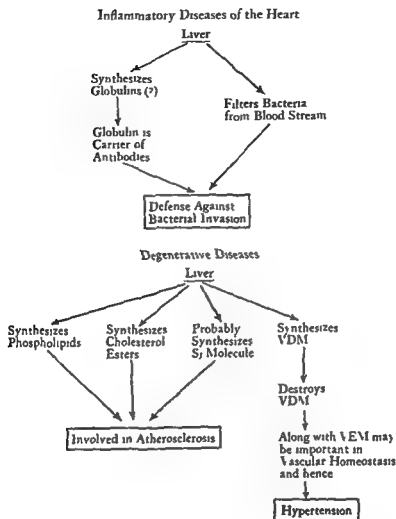 Inflammatory Diseases of the Heart
Liver
Synthesizes
Globulins (?)
Filters Bacteria
from Blood Stream
Globulin is
Carrier of
Antibodies
Defense Against
Bacterial Invasion
Degenerative Diseases
Liver
Synthesizes
Phospholipids
Synthesizes
Cholesterol
Esters
Probably
Synthesizes
Sf Molecule
Synthesizes
VDM
Destroys
VDM
Involved in Atherosclerosis
Along with VEM may
be important in
Vascular Homeostasis
and hence
Hypertension